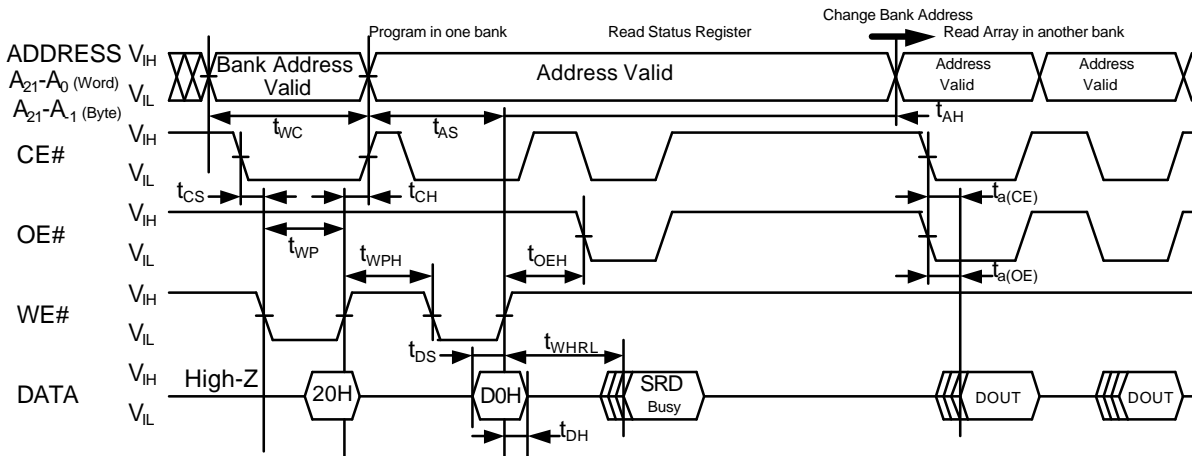 Change Bank Address
Program in one bank Read Status Register Read Array in another bank
ADDRESS VIH Bank Address Valid Address Valid Address Valid Address Valid
A21-A0 (Word)
VIL
A21-A-1 (Byte)
tWC tAS tAH
CE# VIH
VIL
tCS tCH ta(CE)
OE# VIH
VIL
tWP tWPH tOEH ta(OE)
WE# VIH
VIL
tDS tWHRL
DATA VIH High-Z 20H D0H SRD Busy DOUT DOUT
VIL
tDH